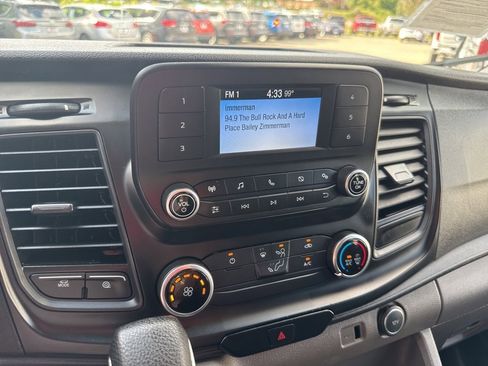 FM 1 4:33 99°
immerman
94.9 The Bull Rock And A Hard
Place Bailey Zimmerman
1
2
3
4
5
6
VOL
TUNE
MODE
A/C